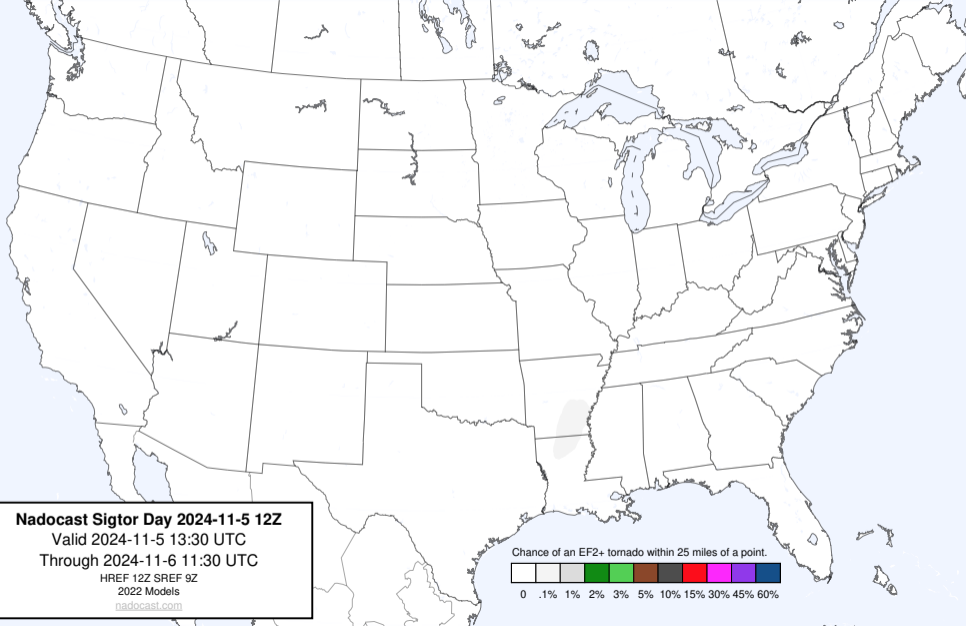 Nadocast Sigtor Day 2024-11-5 12Z
Valid 2024-11-5 13:30 UTC
Through 2024-11-6 11:30 UTC
HREF 12Z SREF 9Z
2022 Models
nadocast.com
Chance of an EF2+ tornado within 25 miles of a point.
0 .1% 1% 2% 3% 5% 10% 15% 30% 45% 60%